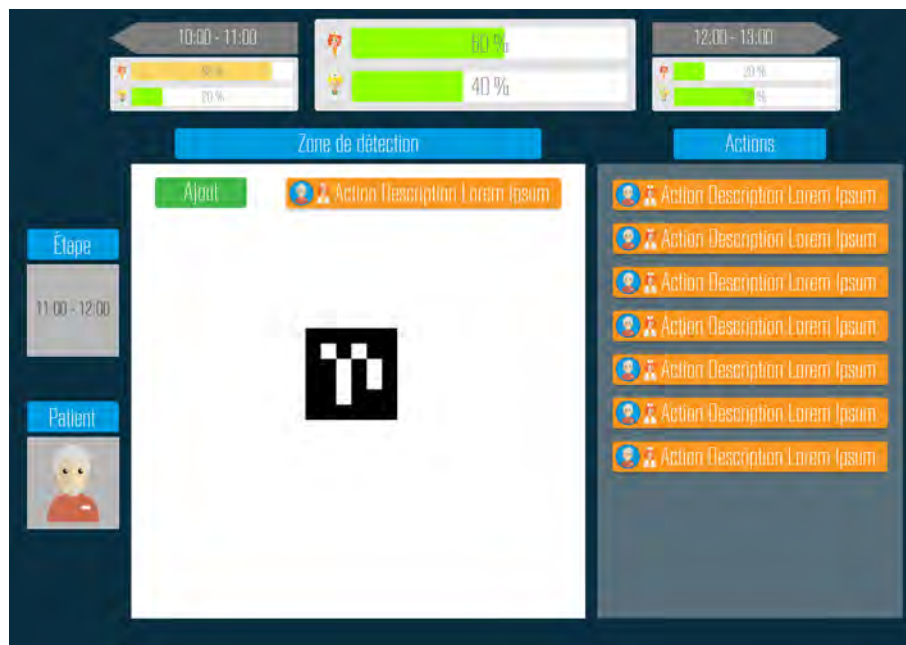 10:00 - 11:00
60 %
12:00 - 13:00
20 %
20 %
40 %
Zone de détection
Actions
Ajout
Action Description Lorem Ipsum
Action Description Lorem Ipsum
Action Description Lorem Ipsum
Action Description Lorem Ipsum
Action Description Lorem Ipsum
Action Description Lorem Ipsum
Action Description Lorem Ipsum
Action Description Lorem Ipsum
Étape
11:00 - 12:00
Patient